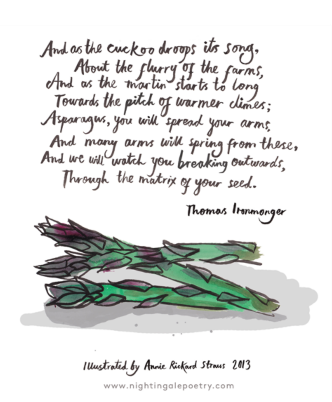 And as the cuckoo droops its song,
About the flurry of the farms,
And as the martin starts to long
Towards the pitch of warmer climes;
Asparagus, you will spread your arms,
And many arms will spring from these,
And we will watch you breaking outwards,
Through the matrix of your seed.
Thomas Ironmonger
Illustrated by Annie Rickard Straus 2013
www.nightingalepoetry.com